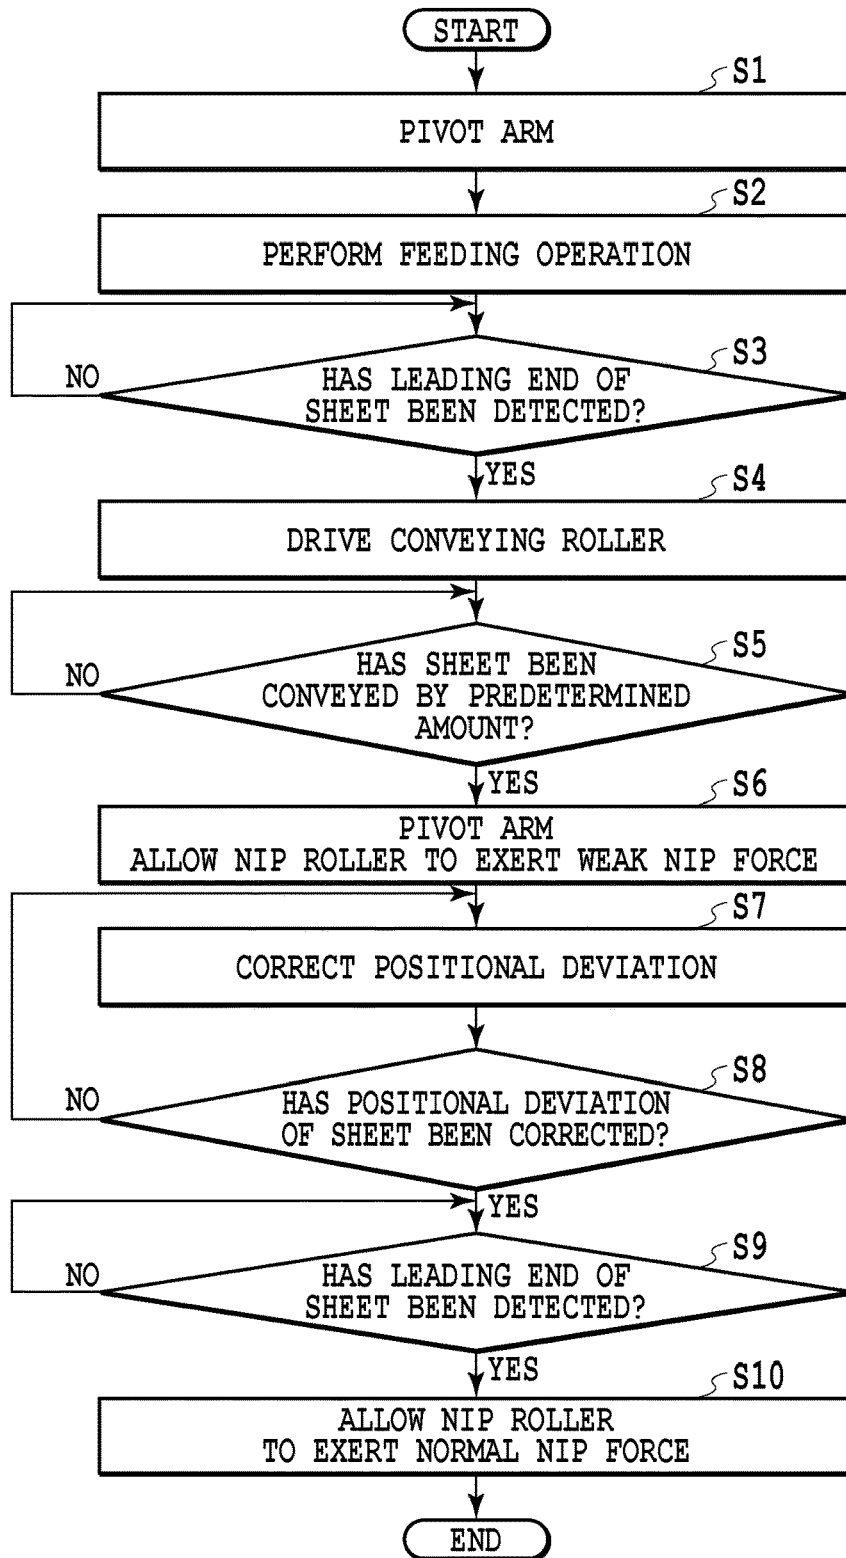 START
S1
PIVOT ARM
S2
PERFORM FEEDING OPERATION
S3
HAS LEADING END OF
SHEET BEEN DETECTED?
NO
YES
S4
DRIVE CONVEYING ROLLER
S5
HAS SHEET BEEN
CONVEYED BY PREDETERMINED
AMOUNT?
NO
YES
S6
PIVOT ARM
ALLOW NIP ROLLER TO EXERT WEAK NIP FORCE
S7
CORRECT POSITIONAL DEVIATION
S8
HAS POSITIONAL DEVIATION
OF SHEET BEEN CORRECTED?
NO
YES
S9
HAS LEADING END OF
SHEET BEEN DETECTED?
NO
YES
S10
ALLOW NIP ROLLER
TO EXERT NORMAL NIP FORCE
END